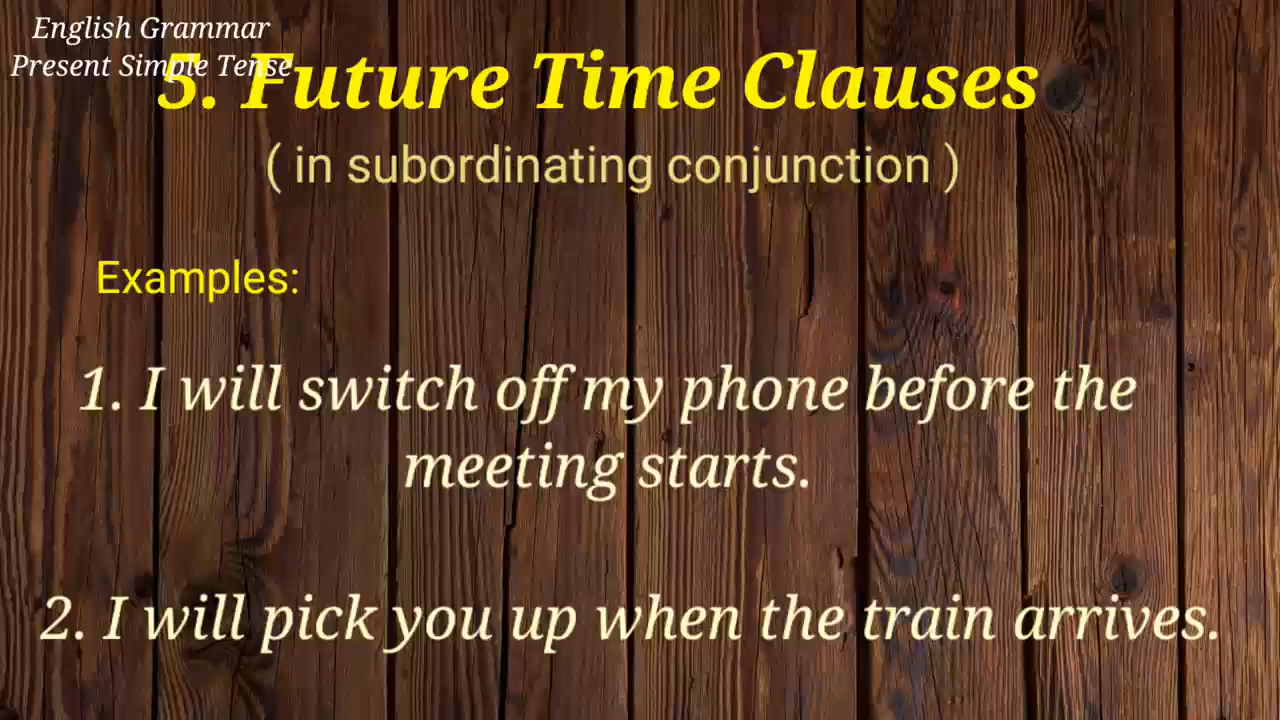 English Grammar
Present Simple Tense
5. Future Time Clauses
( in subordinating conjunction )
Examples:
1. I will switch off my phone before the
meeting starts.
2. I will pick you up when the train arrives.